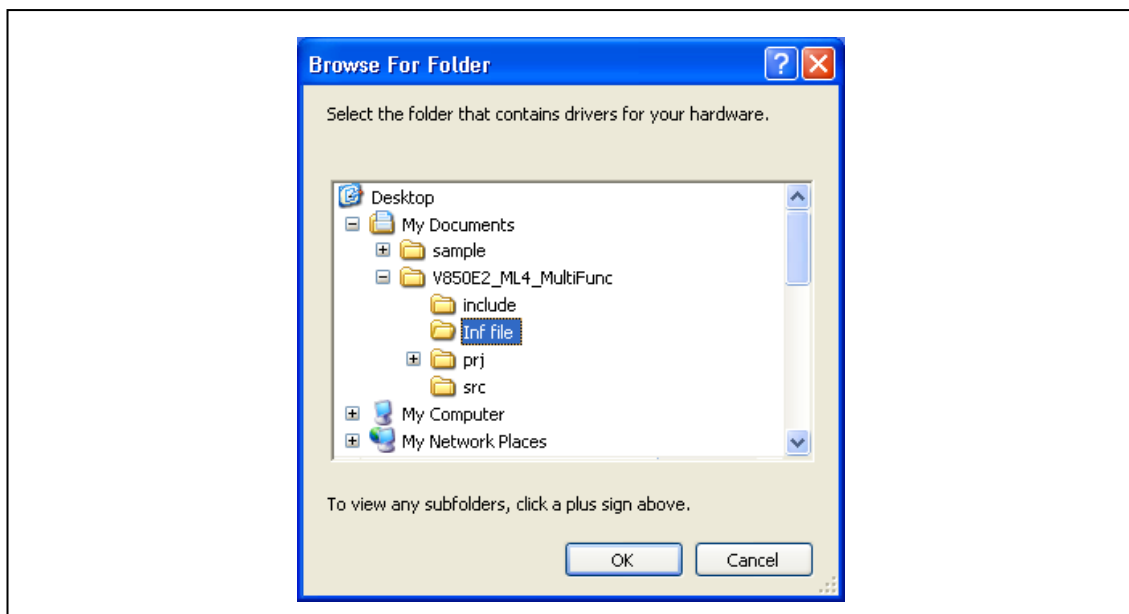 Browse For Folder
Select the folder that contains drivers for your hardware.
Desktop
My Documents
sample
V850E2_ML4_MultiFunc
include
Inf file
prj
src
My Computer
My Network Places
To view any subfolders, click a plus sign above.
OK Cancel